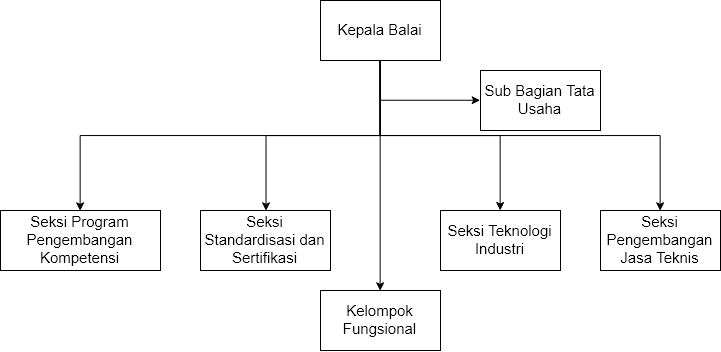 Kepala Balai
Sub Bagian Tata
Usaha
Seksi Program
Pengembangan
Kompetensi
Seksi
Standardisasi dan
Sertifikasi
Seksi Teknologi
Industri
Seksi
Pengembangan
Jasa Teknis
Kelompok
Fungsional